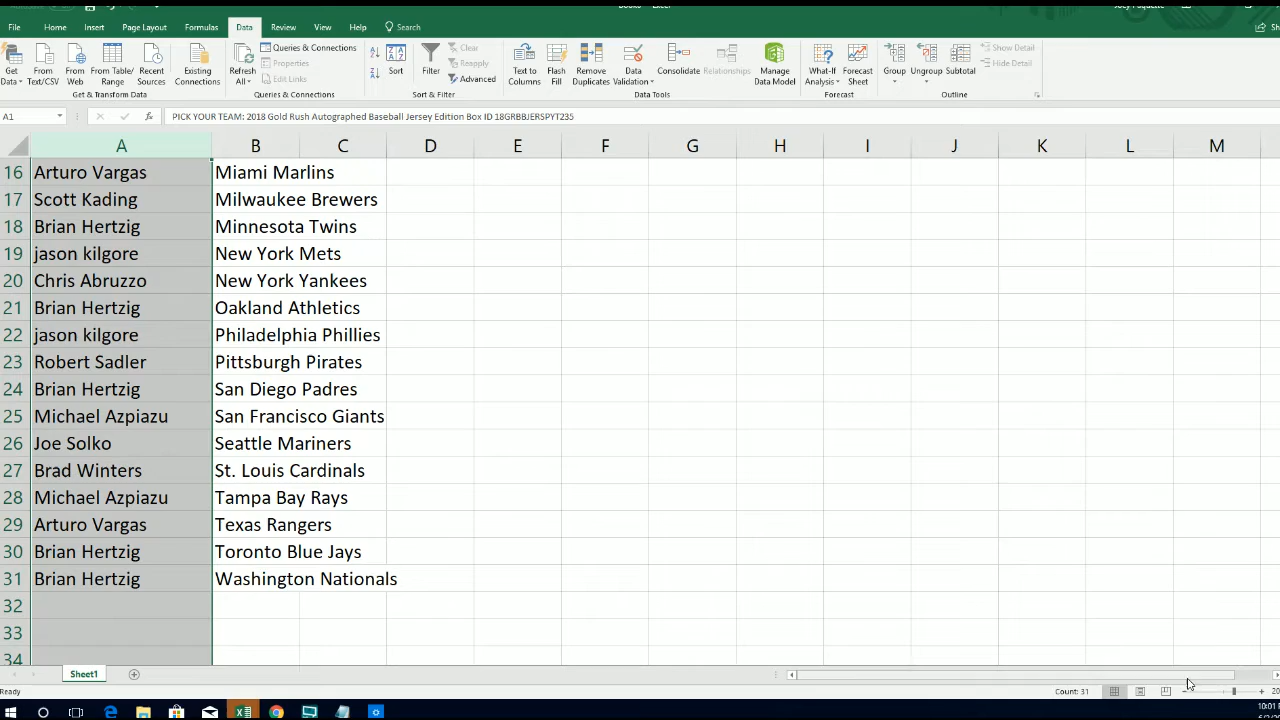 File Home Insert Page Layout Formulas Data Review View Help Search
Get Data From Text/CSV From Web From Table/ Range Recent Sources Existing Connections Refresh All Queries & Connections Properties Edit Links Sort Filter Clear Reapply Advanced Text to Columns Flash Fill Remove Duplicates Data Validation Consolidate Relationships Manage Data Model What-If Analysis Forecast Sheet Group Ungroup Subtotal Show Detail Hide Detail
Get & Transform Data Queries & Connections Sort & Filter Data Tools Forecast Outline
A1 fx PICK YOUR TEAM: 2018 Gold Rush Autographed Baseball Jersey Edition Box ID 18GRBBJERSPYT235
A B C D E F G H I J K L M
16 Arturo Vargas Miami Marlins
17 Scott Kading Milwaukee Brewers
18 Brian Hertzig Minnesota Twins
19 jason kilgore New York Mets
20 Chris Abruzzo New York Yankees
21 Brian Hertzig Oakland Athletics
22 jason kilgore Philadelphia Phillies
23 Robert Sadler Pittsburgh Pirates
24 Brian Hertzig San Diego Padres
25 Michael Azpiazu San Francisco Giants
26 Joe Solko Seattle Mariners
27 Brad Winters St. Louis Cardinals
28 Michael Azpiazu Tampa Bay Rays
29 Arturo Vargas Texas Rangers
30 Brian Hertzig Toronto Blue Jays
31 Brian Hertzig Washington Nationals
32
33
34
Sheet1
Ready Count: 31
10:01